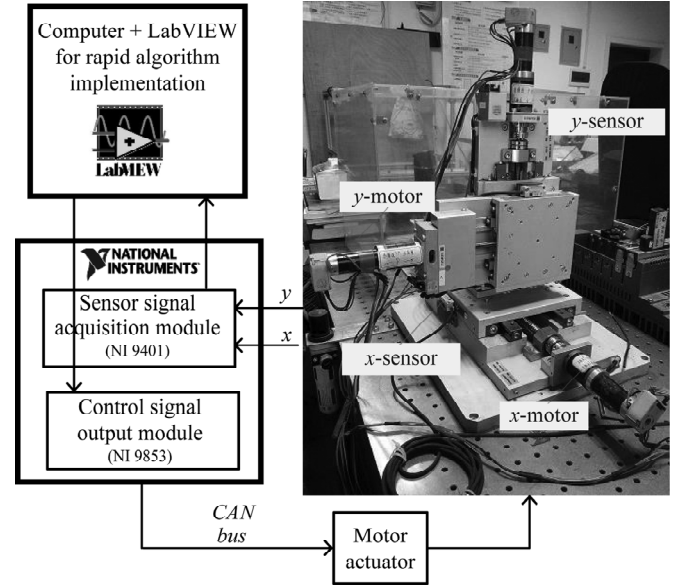 Computer + LabVIEW
for rapid algorithm
implementation
LabVIEW
NATIONAL
INSTRUMENTS
Sensor signal
acquisition module
(NI 9401)
Control signal
output module
(NI 9853)
y
x
y-sensor
y-motor
x-sensor
x-motor
CAN
bus
Motor
actuator